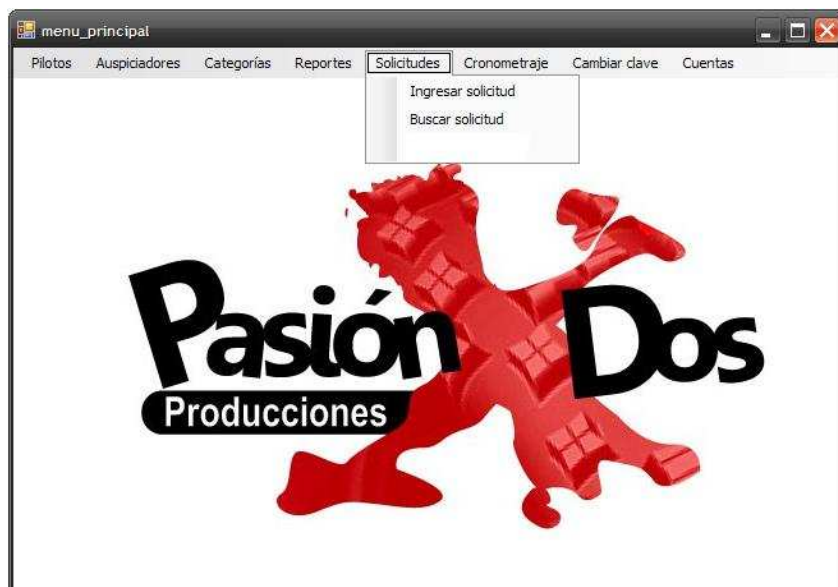 menu_principal
Pilotos Auspiciadores Categorías Reportes Solicitudes Cronometraje Cambiar clave Cuentas
Ingresar solicitud
Buscar solicitud
Pasión X Dos
Producciones